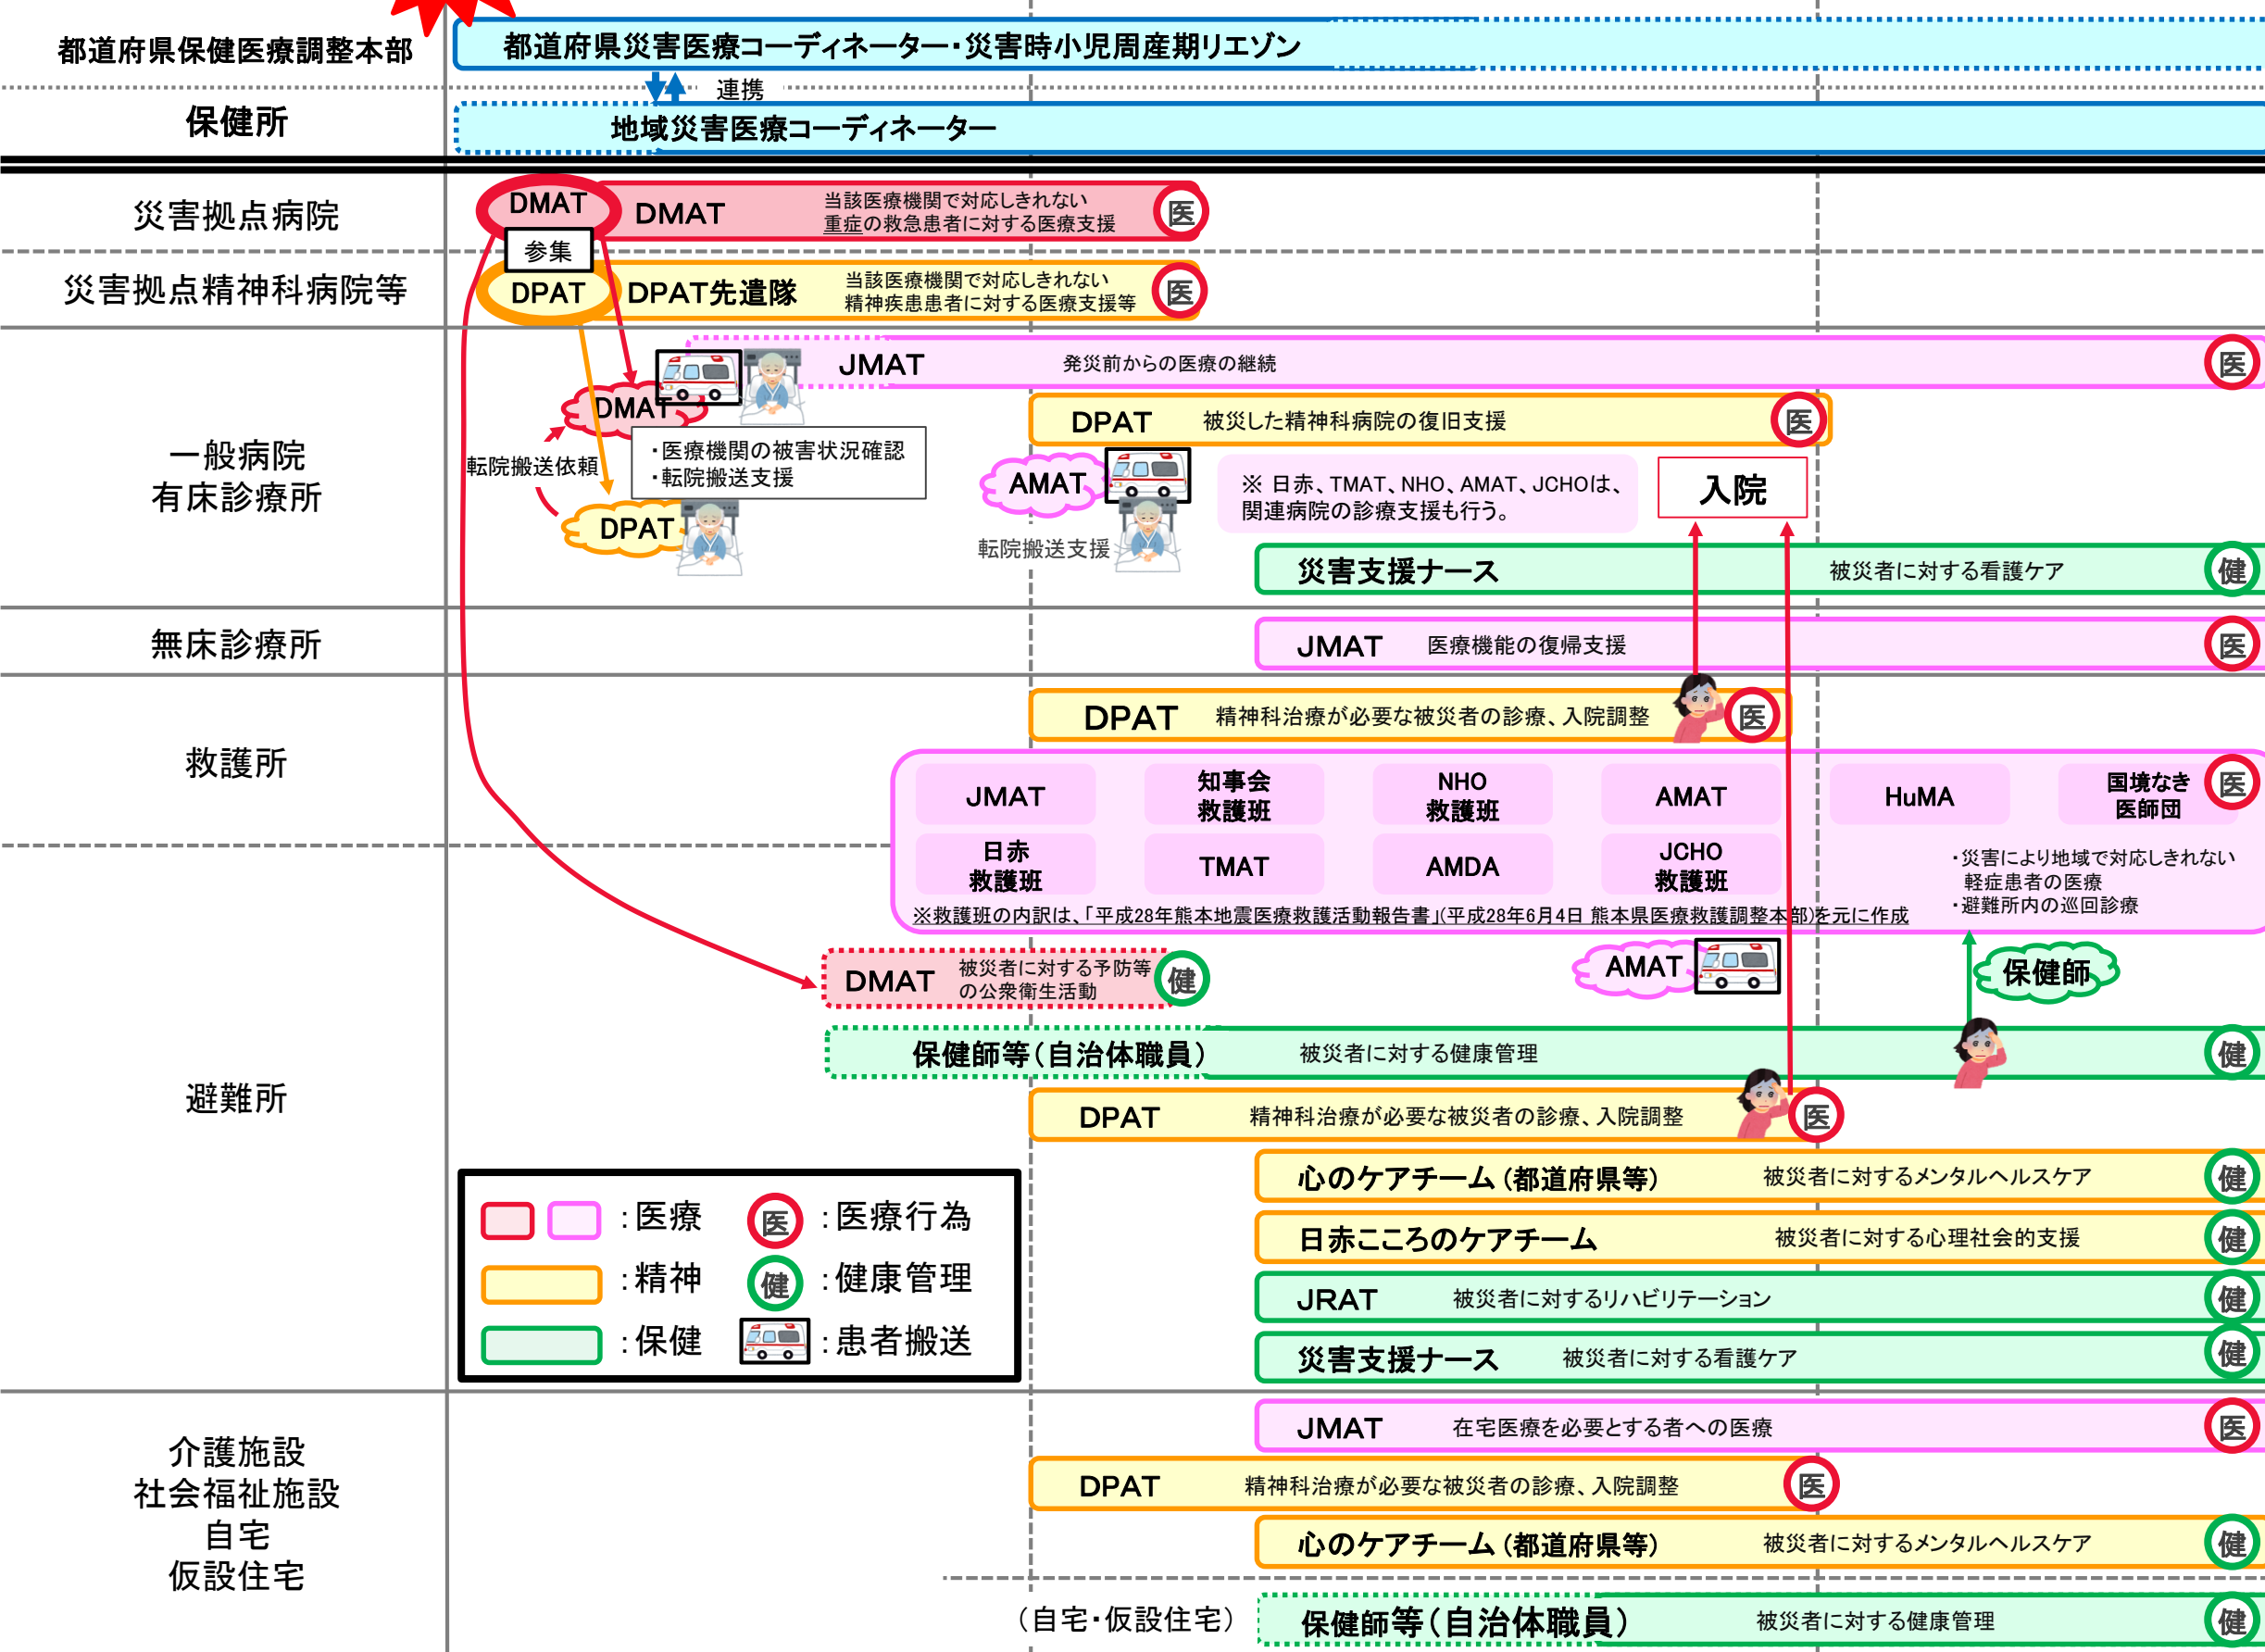 都道府県保健医療調整本部
都道府県災害医療コーディネーター・災害時小児周産期リエゾン
連携
保健所
地域災害医療コーディネーター
災害拠点病院
DMAT
DMAT
当該医療機関で対応しきれない
重症の救急患者に対する医療支援
医
参集
災害拠点精神科病院等
DPAT
DPAT先遣隊
当該医療機関で対応しきれない
精神疾患患者に対する医療支援等
医
一般病院
有床診療所
JMAT
発災前からの医療の継続
医
DMAT
DPAT
被災した精神科病院の復旧支援
医
・医療機関の被害状況確認
・転院搬送支援
転院搬送依頼
DPAT
AMAT
転院搬送支援
※ 日赤、TMAT、NHO、AMAT、JCHOは、
関連病院の診療支援も行う。
入院
災害支援ナース
被災者に対する看護ケア
健
無床診療所
JMAT
医療機能の復帰支援
医
救護所
DPAT
精神科治療が必要な被災者の診療、入院調整
医
JMAT
知事会
救護班
NHO
救護班
AMAT
HuMA
国境なき
医師団
医
日赤
救護班
TMAT
AMDA
JCHO
救護班
・災害により地域で対応しきれない
軽症患者の医療
・避難所内の巡回診療
※救護班の内訳は、「平成28年熊本地震医療救護活動報告書」(平成28年6月4日 熊本県医療救護調整本部)を元に作成
避難所
DMAT
被災者に対する予防等
の公衆衛生活動
健
AMAT
保健師
保健師等（自治体職員）
被災者に対する健康管理
健
DPAT
精神科治療が必要な被災者の診療、入院調整
医
心のケアチーム（都道府県等）
被災者に対するメンタルヘルスケア
健
日赤こころのケアチーム
被災者に対する心理社会的支援
健
JRAT
被災者に対するリハビリテーション
健
災害支援ナース
被災者に対する看護ケア
健
：医療
医
：医療行為
：精神
健
：健康管理
：保健
：患者搬送
介護施設
社会福祉施設
自宅
仮設住宅
JMAT
在宅医療を必要とする者への医療
医
DPAT
精神科治療が必要な被災者の診療、入院調整
医
心のケアチーム（都道府県等）
被災者に対するメンタルヘルスケア
健
（自宅・仮設住宅）
保健師等（自治体職員）
被災者に対する健康管理
健